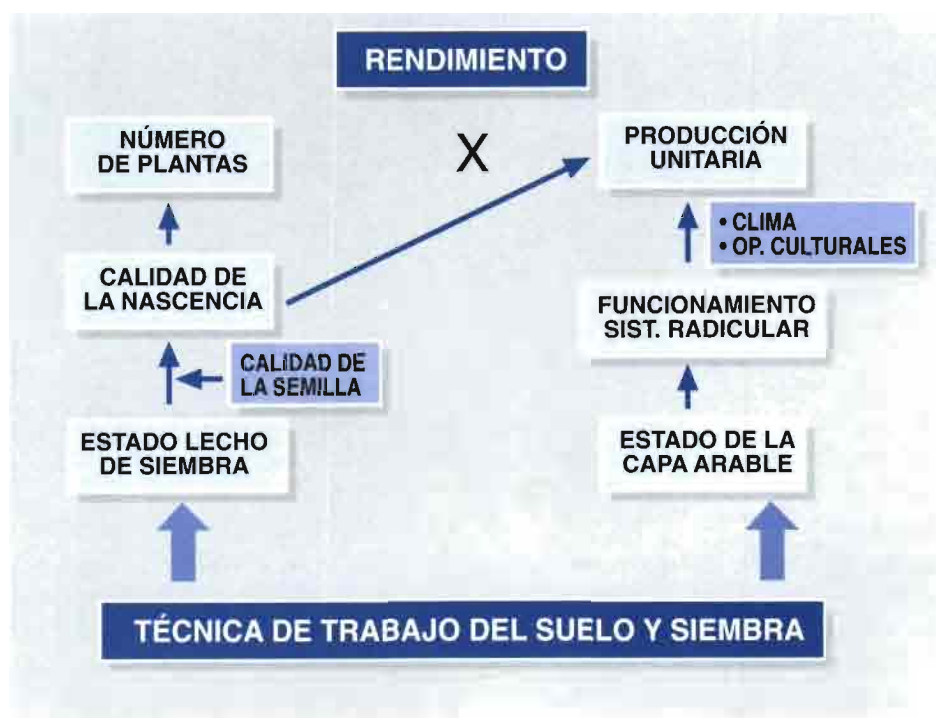 RENDIMIENTO
NÚMERO
DE PLANTAS
X
PRODUCCIÓN
UNITARIA
• CLIMA
• OP. CULTURALES
CALIDAD DE
LA NASCENCIA
FUNCIONAMIENTO
SIST. RADICULAR
CALIDAD DE
LA SEMILLA
ESTADO LECHO
DE SIEMBRA
ESTADO DE LA
CAPA ARABLE
TÉCNICA DE TRABAJO DEL SUELO Y SIEMBRA